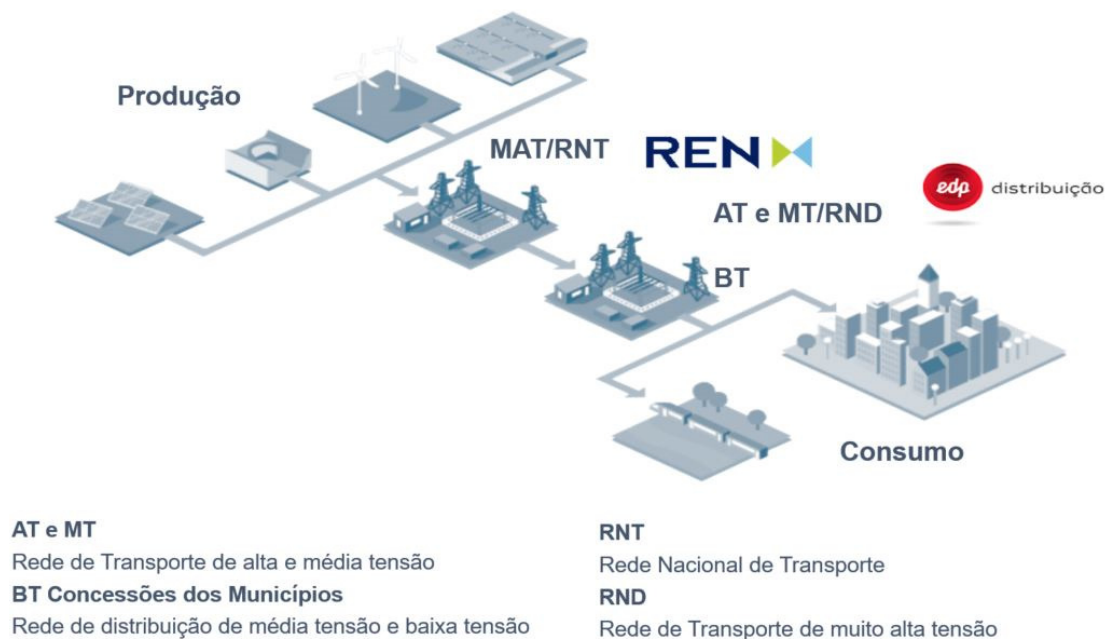 Produção
MAT/RNT
REN
edp distribuição
AT e MT/RND
BT
Consumo
AT e MT
Rede de Transporte de alta e média tensão
BT Concessões dos Municípios
Rede de distribuição de média tensão e baixa tensão
RNT
Rede Nacional de Transporte
RND
Rede de Transporte de muito alta tensão